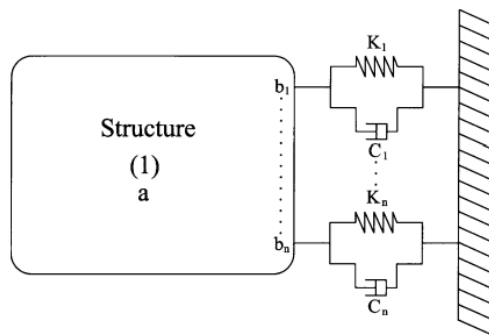 K₁
b₁
Structure
(1)
a
C₁
Kₙ
bₙ
Cₙ